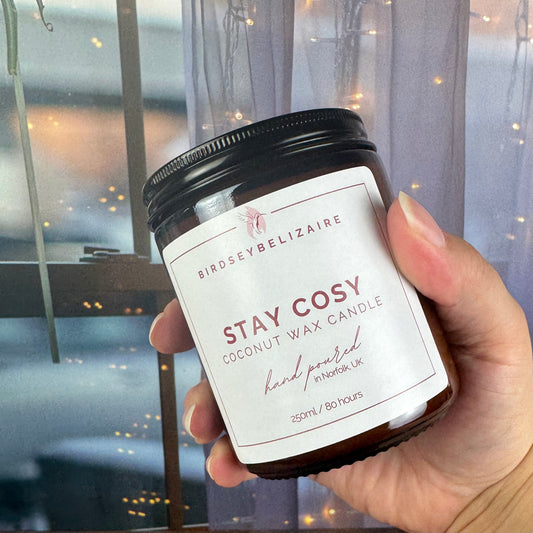 BIRDSEYBELIZAIRE
STAY COSY
COCONUT WAX CANDLE
hand poured
in Norfolk, UK
250ml / 80 hours